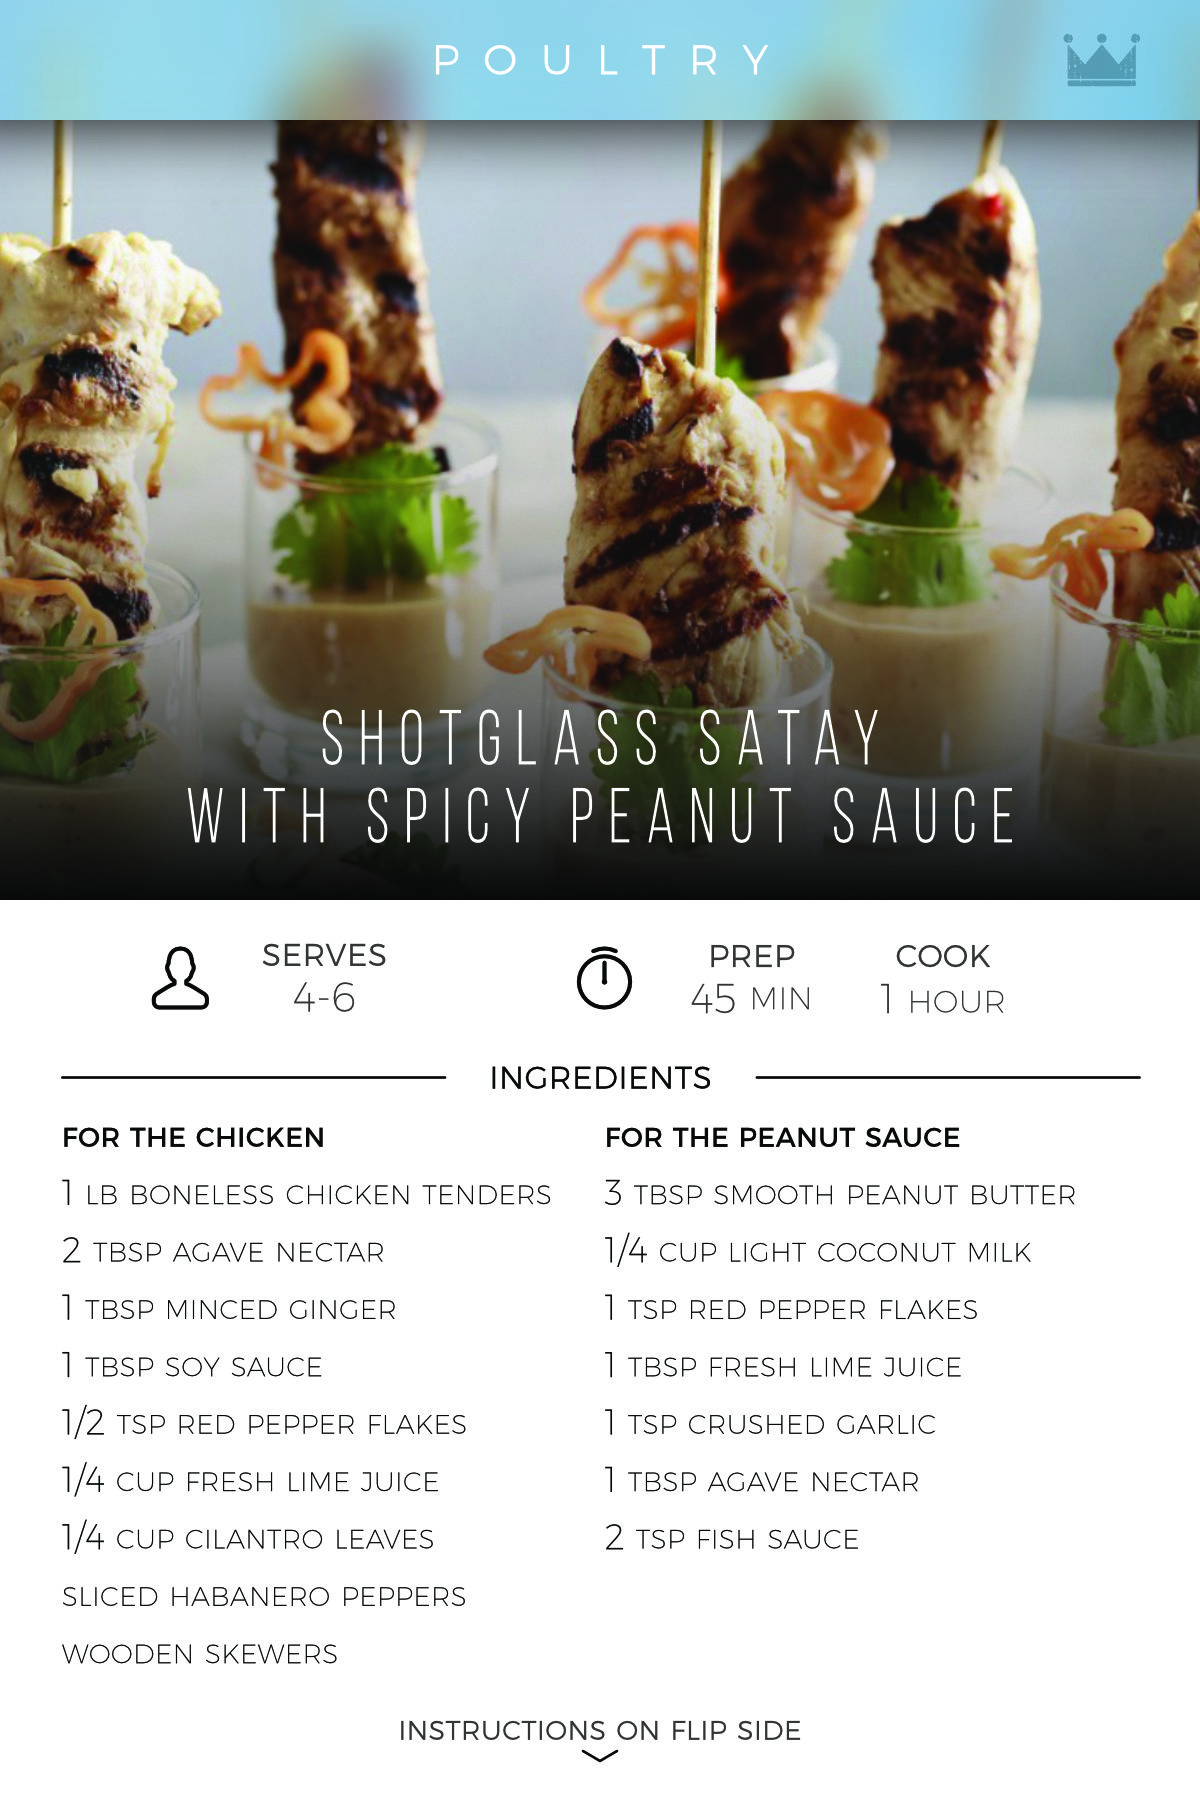 POULTRY
SHOTGLASS SATAY
WITH SPICY PEANUT SAUCE
SERVES
4-6
PREP
45 MIN
COOK
1 HOUR
INGREDIENTS
FOR THE CHICKEN
1 LB BONELESS CHICKEN TENDERS
2 TBSP AGAVE NECTAR
1 TBSP MINCED GINGER
1 TBSP SOY SAUCE
1/2 TSP RED PEPPER FLAKES
1/4 CUP FRESH LIME JUICE
1/4 CUP CILANTRO LEAVES
SLICED HABANERO PEPPERS
WOODEN SKEWERS
FOR THE PEANUT SAUCE
3 TBSP SMOOTH PEANUT BUTTER
1/4 CUP LIGHT COCONUT MILK
1 TSP RED PEPPER FLAKES
1 TBSP FRESH LIME JUICE
1 TSP CRUSHED GARLIC
1 TBSP AGAVE NECTAR
2 TSP FISH SAUCE
INSTRUCTIONS ON FLIP SIDE